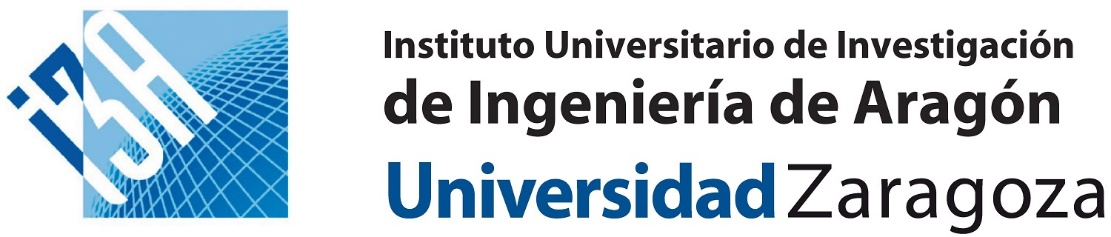 i3A
Instituto Universitario de Investigación
de Ingeniería de Aragón
Universidad Zaragoza